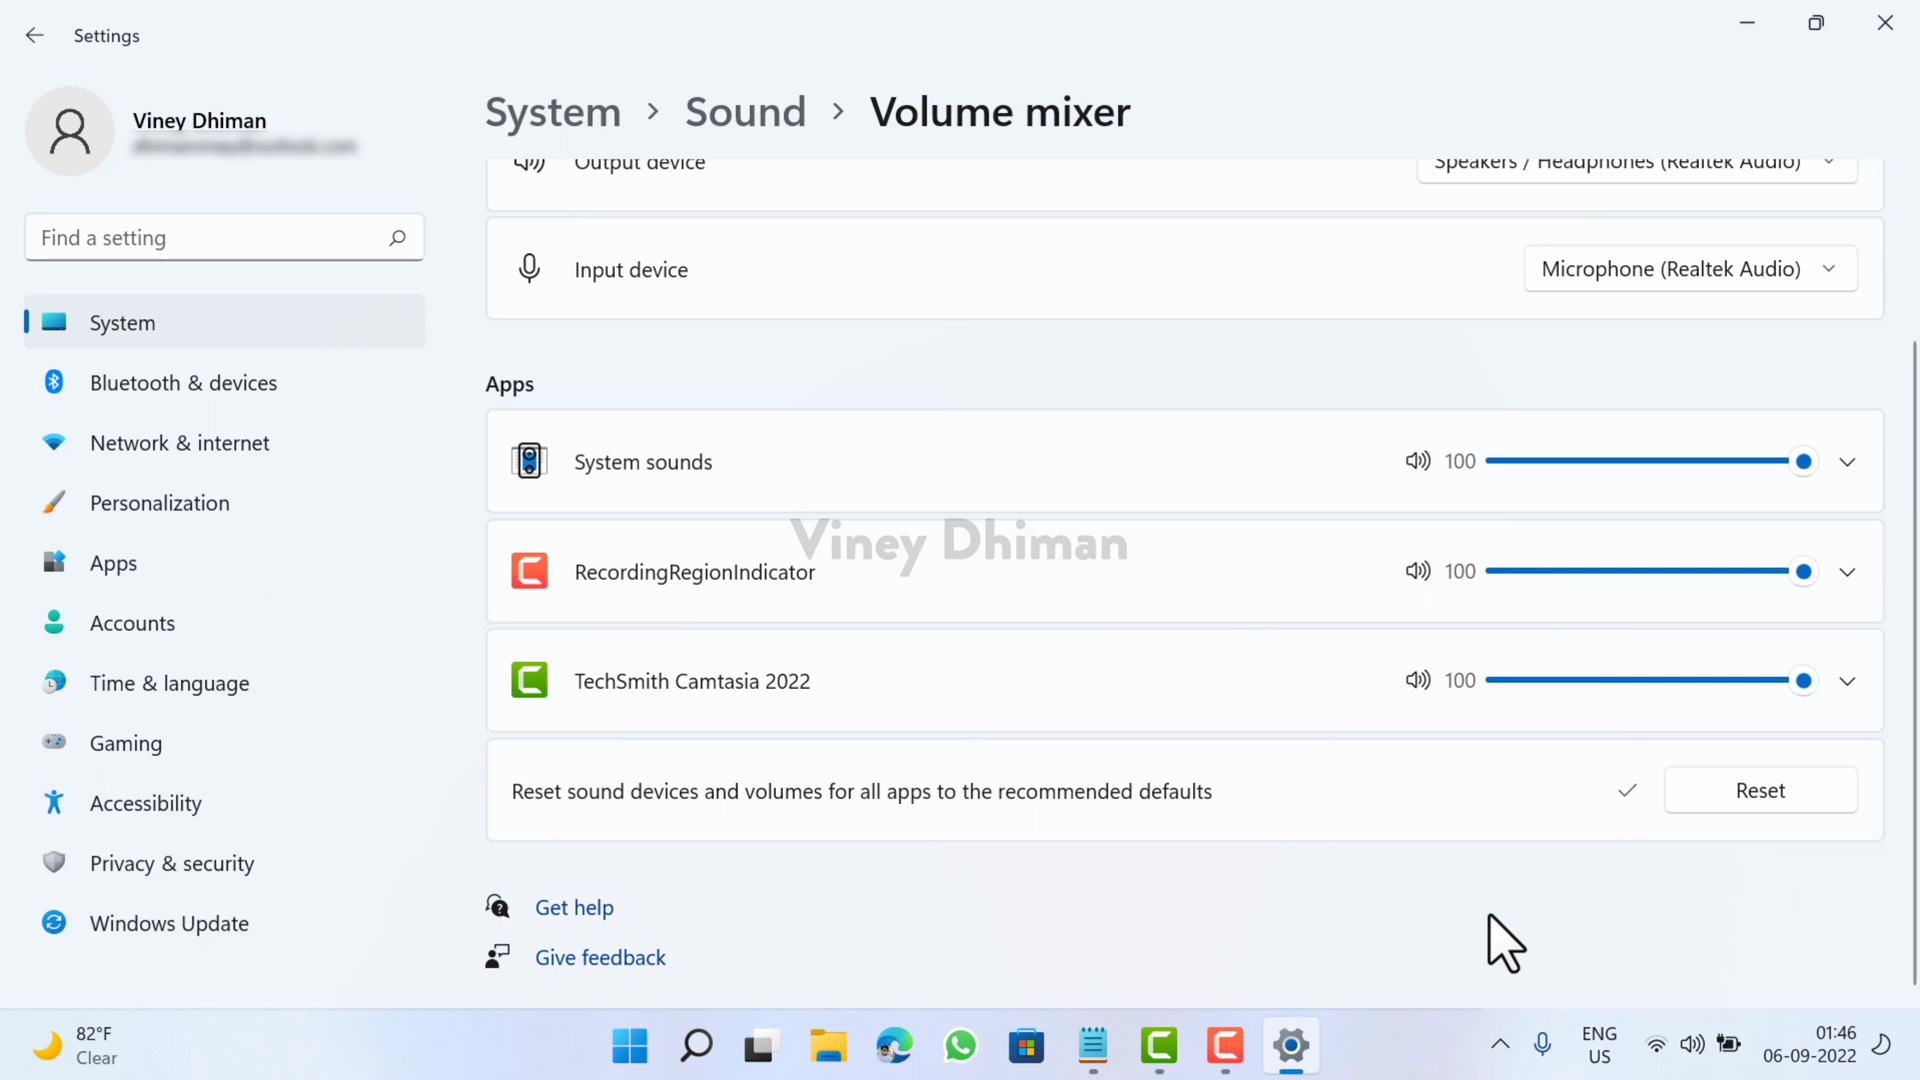 Settings
Viney Dhiman
Find a setting
System
Bluetooth & devices
Network & internet
Personalization
Apps
Accounts
Time & language
Gaming
Accessibility
Privacy & security
Windows Update
System > Sound > Volume mixer
Output device Speakers / Headphones (Realtek Audio)
Input device Microphone (Realtek Audio)
Apps
System sounds 100
Viney Dhiman
RecordingRegionIndicator 100
TechSmith Camtasia 2022 100
Reset sound devices and volumes for all apps to the recommended defaults Reset
Get help
Give feedback
82°F
Clear
ENG
US
01:46
06-09-2022